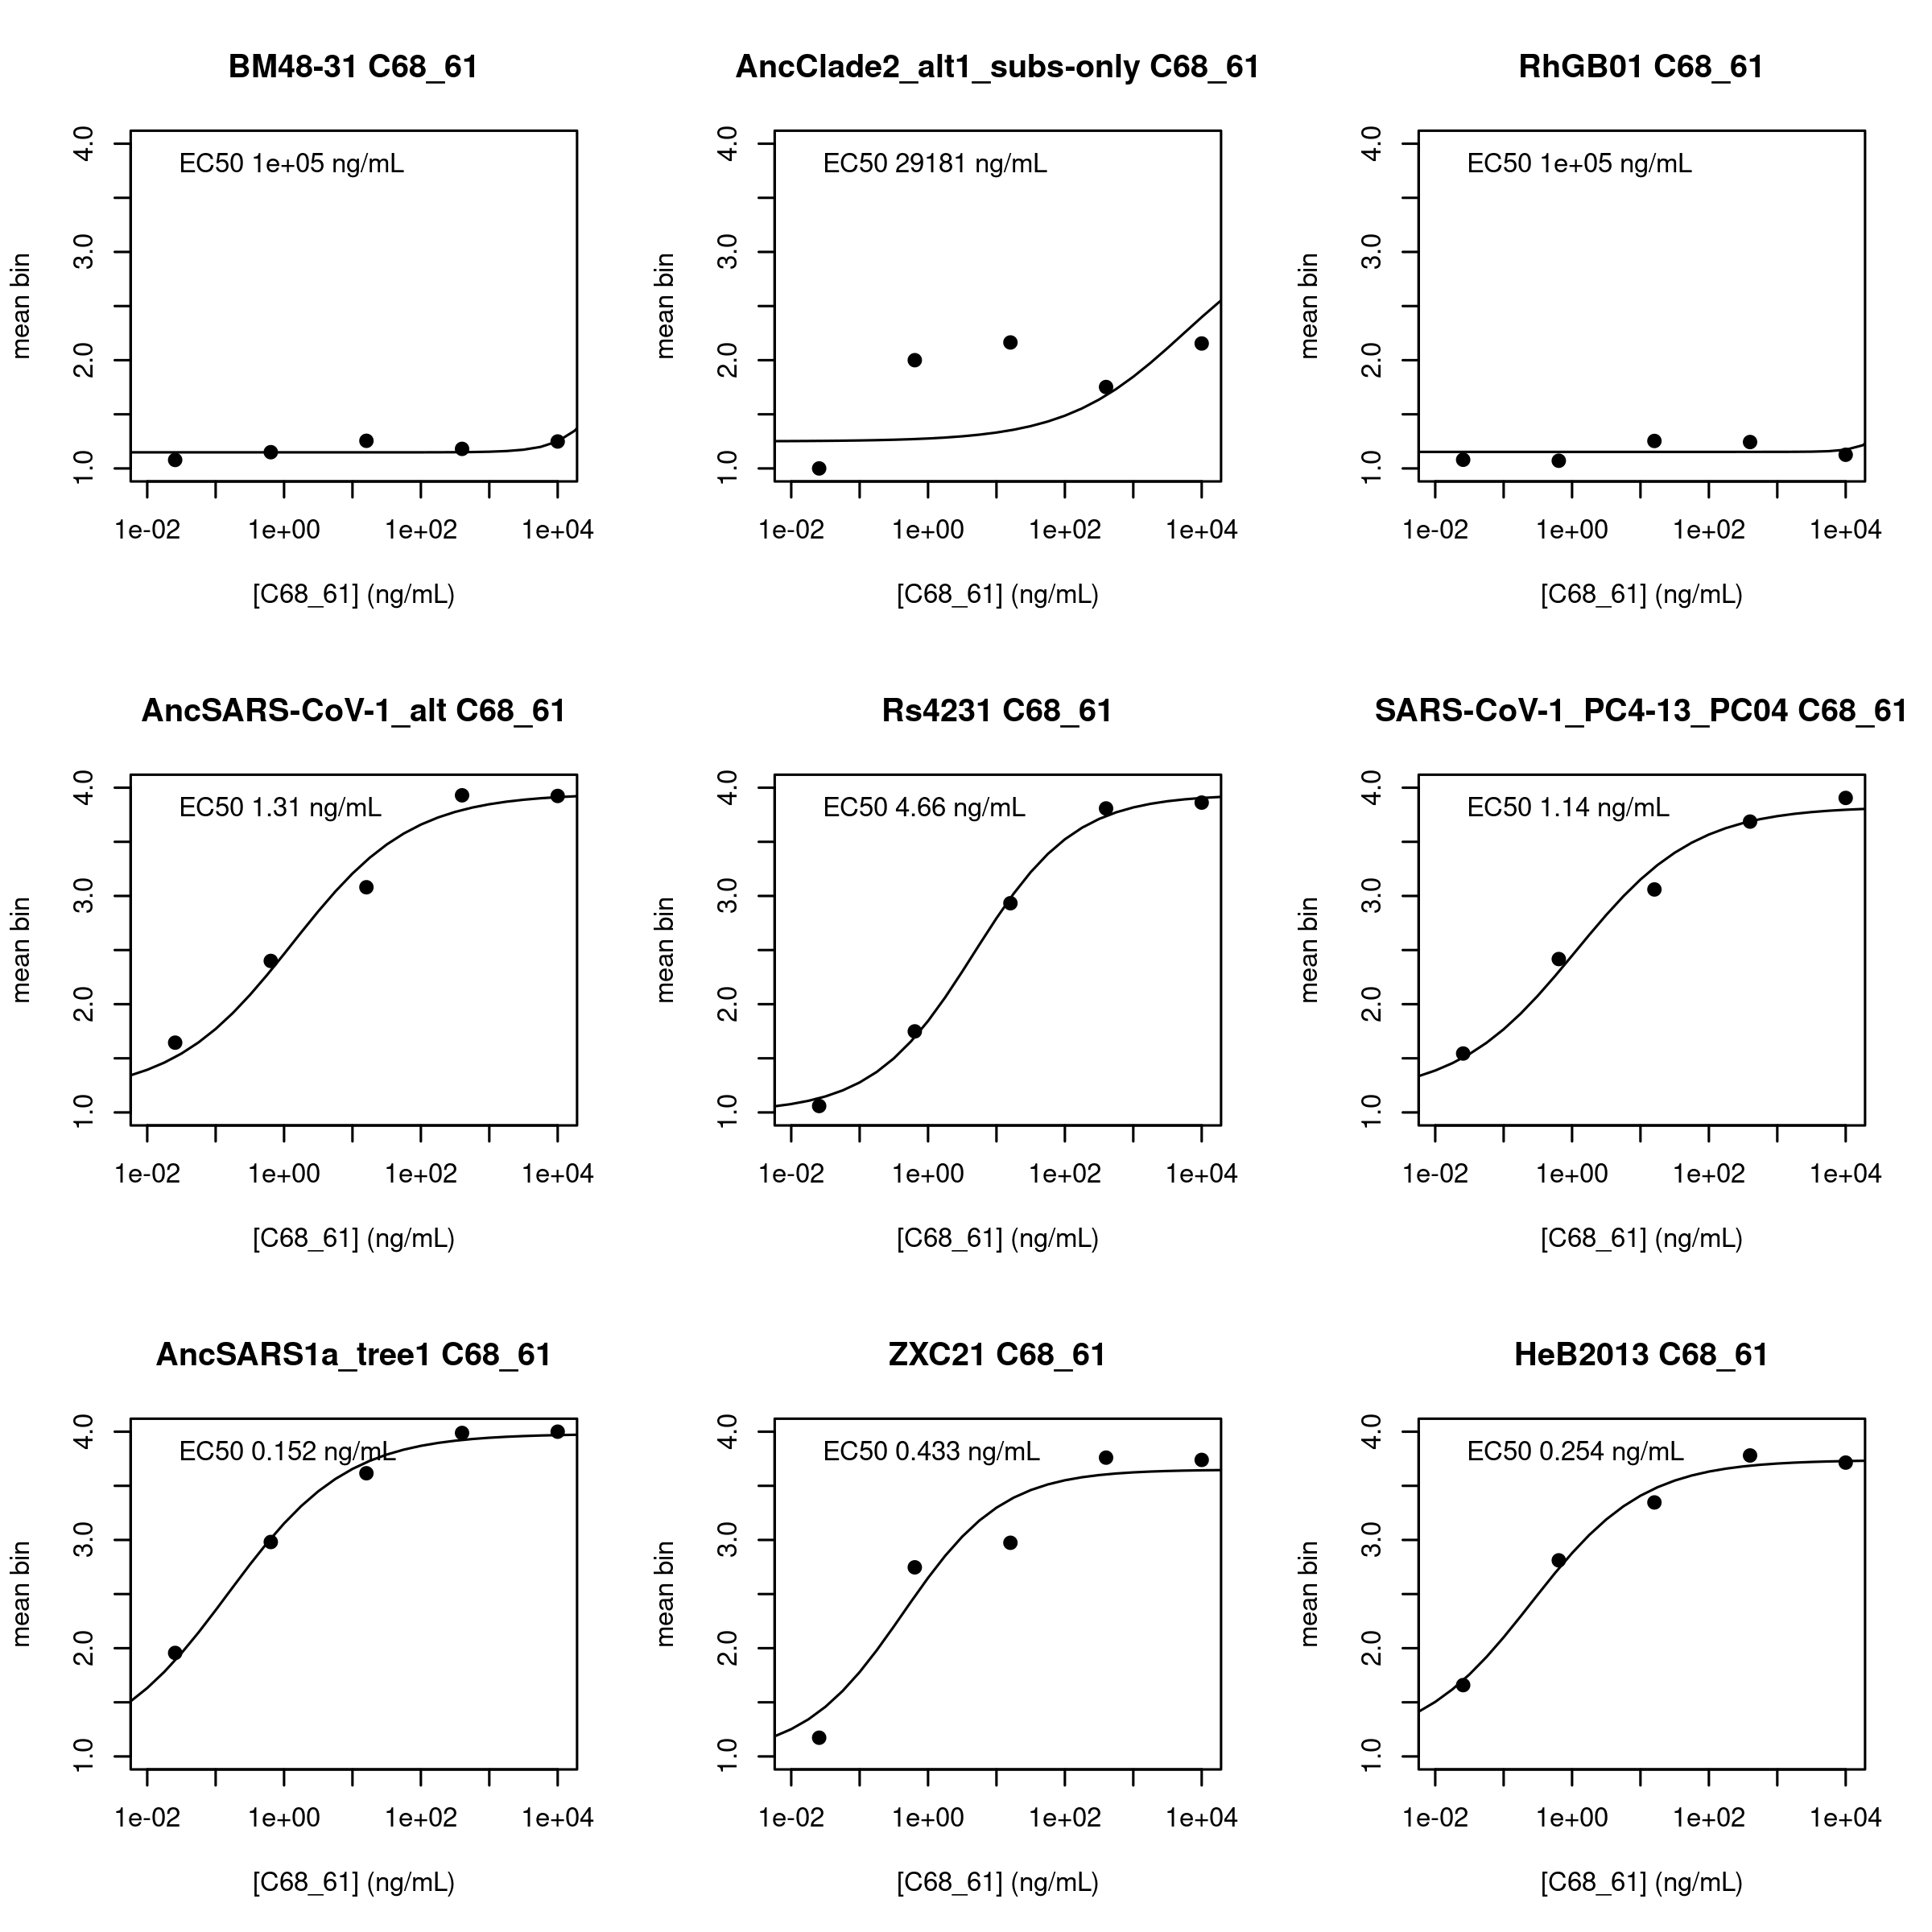 BM48-31 C68_61
EC50 1e+05 ng/mL
mean bin
1.0 2.0 3.0 4.0
1e-02 1e+00 1e+02 1e+04
[C68_61] (ng/mL)
AncClade2_alt1_subs-only C68_61
EC50 29181 ng/mL
mean bin
1.0 2.0 3.0 4.0
1e-02 1e+00 1e+02 1e+04
[C68_61] (ng/mL)
RhGB01 C68_61
EC50 1e+05 ng/mL
mean bin
1.0 2.0 3.0 4.0
1e-02 1e+00 1e+02 1e+04
[C68_61] (ng/mL)
AncSARS-CoV-1_alt C68_61
EC50 1.31 ng/mL
mean bin
1.0 2.0 3.0 4.0
1e-02 1e+00 1e+02 1e+04
[C68_61] (ng/mL)
Rs4231 C68_61
EC50 4.66 ng/mL
mean bin
1.0 2.0 3.0 4.0
1e-02 1e+00 1e+02 1e+04
[C68_61] (ng/mL)
SARS-CoV-1_PC4-13_PC04 C68_61
EC50 1.14 ng/mL
mean bin
1.0 2.0 3.0 4.0
1e-02 1e+00 1e+02 1e+04
[C68_61] (ng/mL)
AncSARS1a_tree1 C68_61
EC50 0.152 ng/mL
mean bin
1.0 2.0 3.0 4.0
1e-02 1e+00 1e+02 1e+04
[C68_61] (ng/mL)
ZXC21 C68_61
EC50 0.433 ng/mL
mean bin
1.0 2.0 3.0 4.0
1e-02 1e+00 1e+02 1e+04
[C68_61] (ng/mL)
HeB2013 C68_61
EC50 0.254 ng/mL
mean bin
1.0 2.0 3.0 4.0
1e-02 1e+00 1e+02 1e+04
[C68_61] (ng/mL)